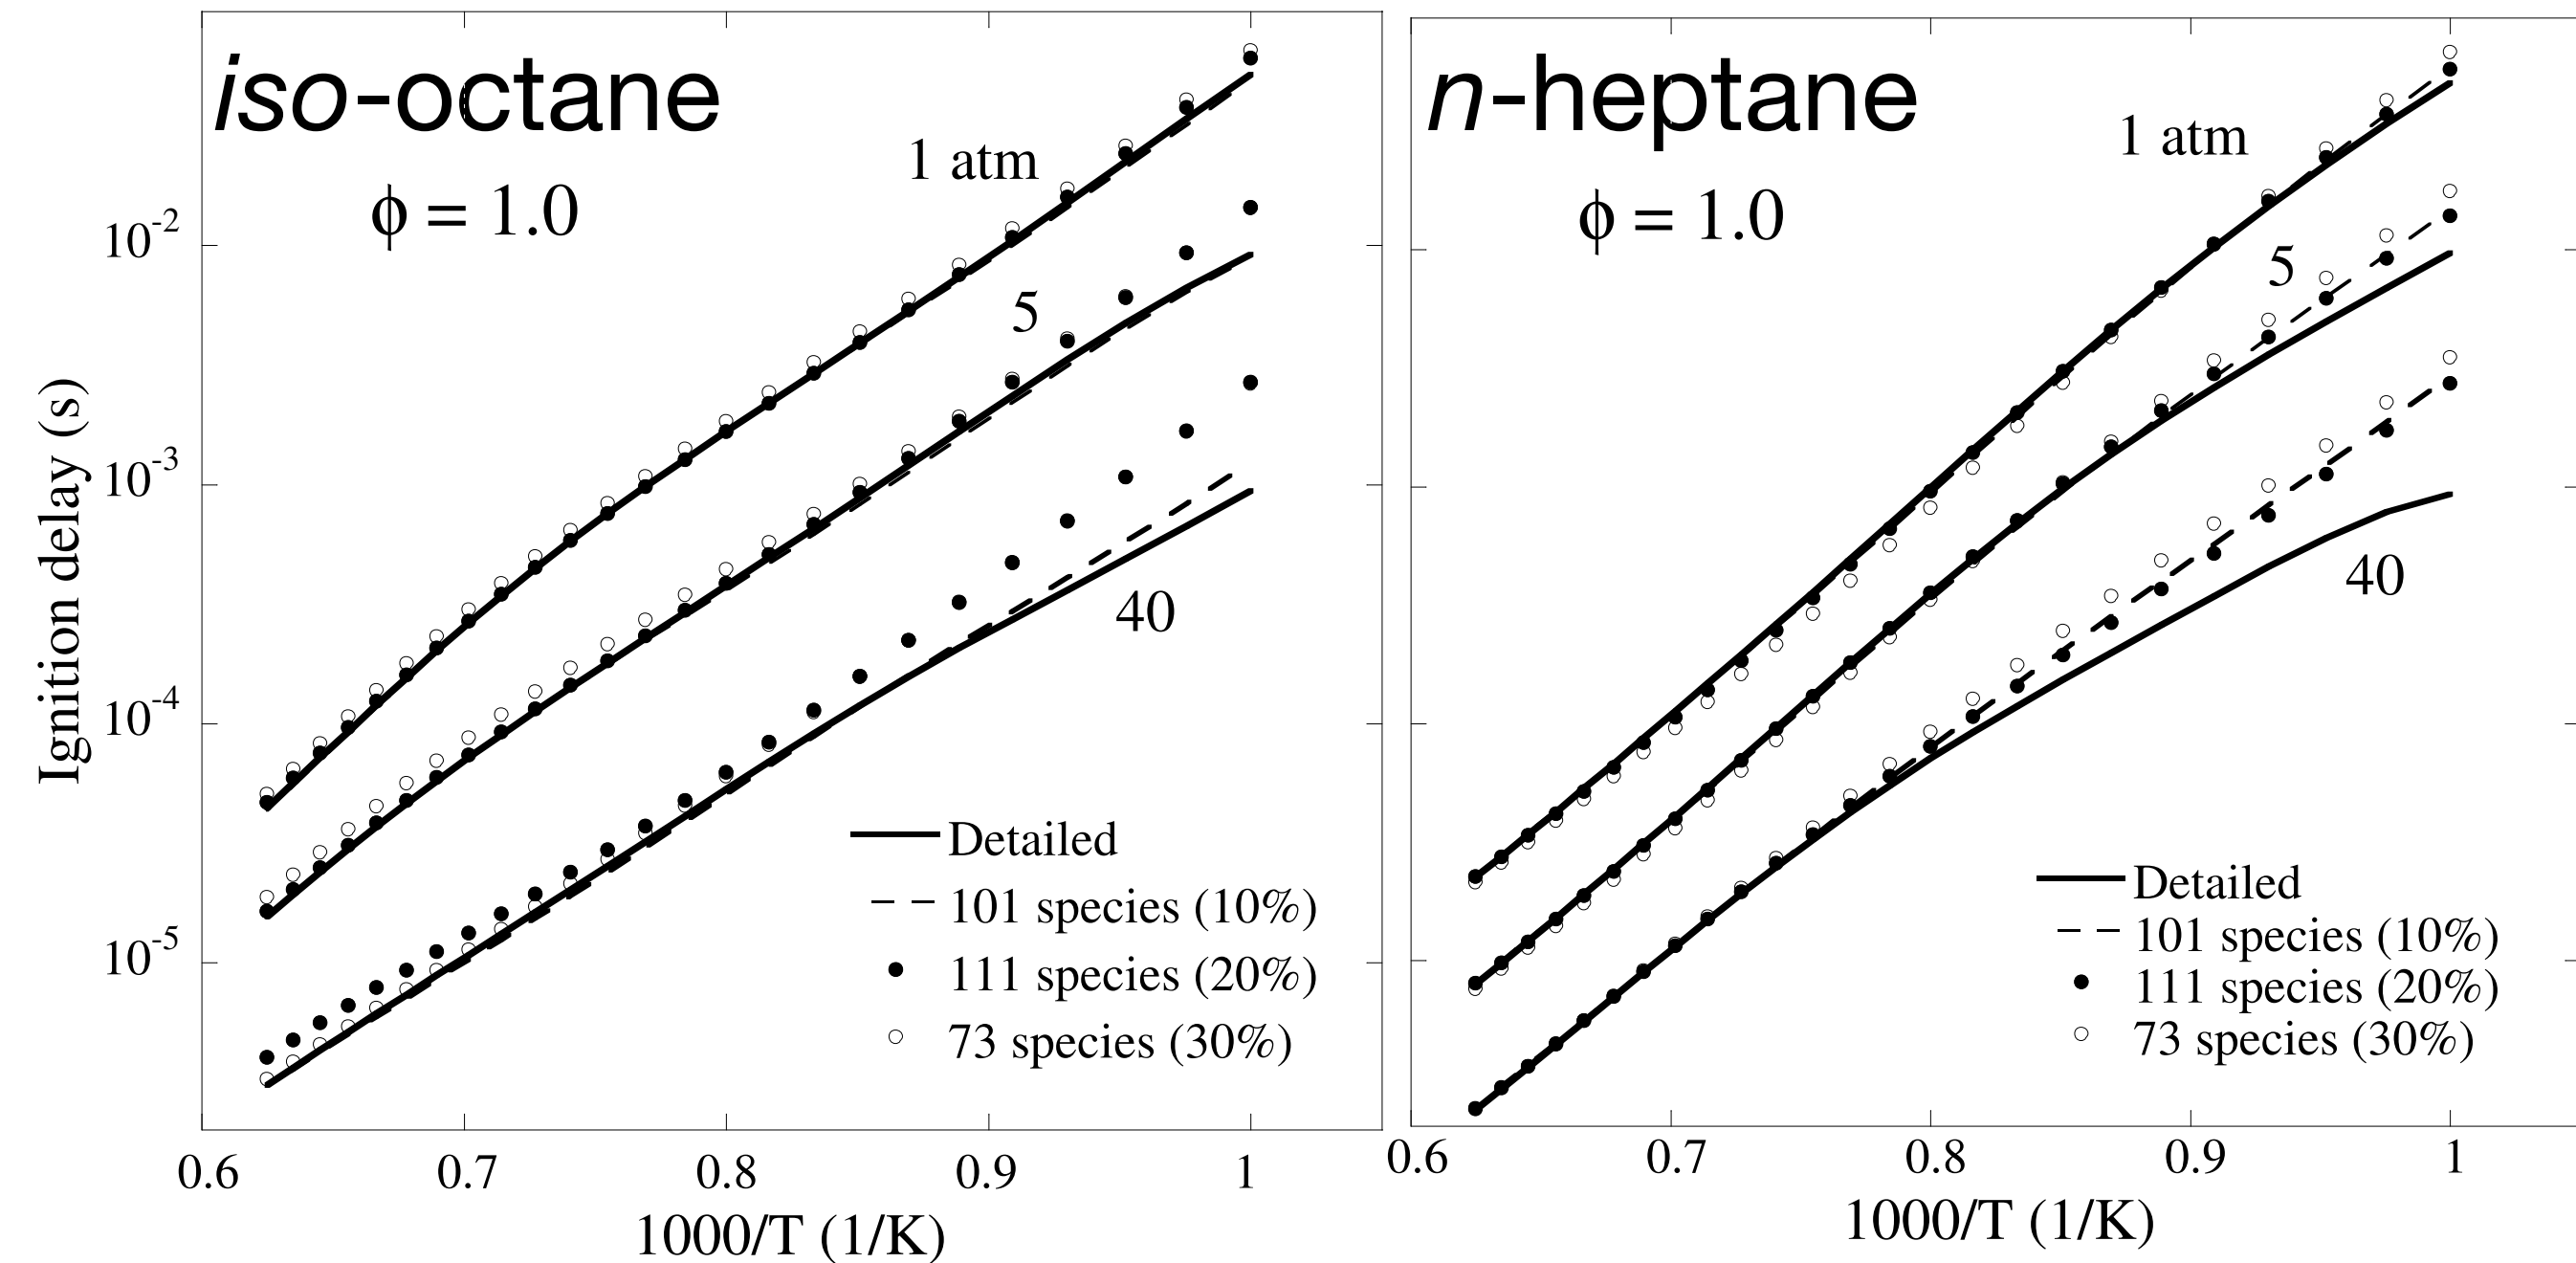 iso-octane
ϕ = 1.0
1 atm
5
40
Ignition delay (s)
10-2
10-3
10-4
10-5
Detailed
101 species (10%)
111 species (20%)
73 species (30%)
0.6 0.7 0.8 0.9 1
1000/T (1/K)
n-heptane
ϕ = 1.0
1 atm
5
40
Detailed
101 species (10%)
111 species (20%)
73 species (30%)
0.6 0.7 0.8 0.9 1
1000/T (1/K)